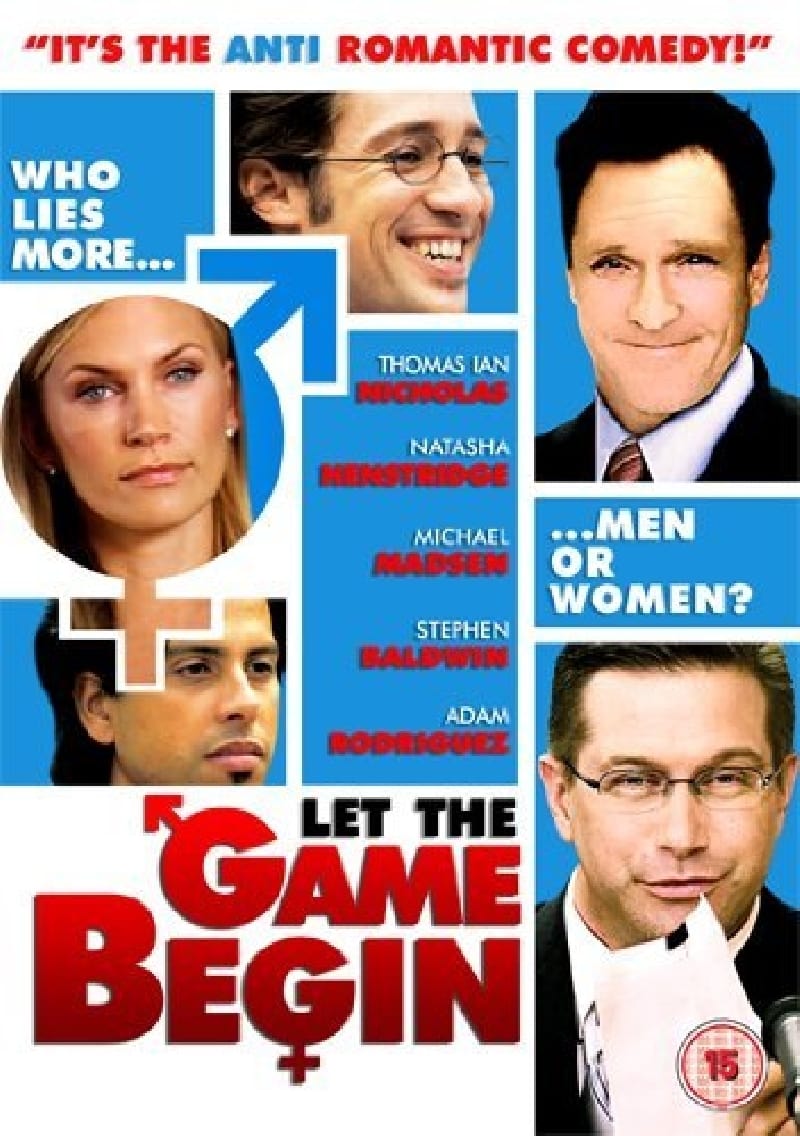 “IT'S THE ANTI ROMANTIC COMEDY!”
WHO
LIES
MORE...
THOMAS IAN
NICHOLAS
NATASHA
HENSTRIDGE
MICHAEL
MADSEN
STEPHEN
BALDWIN
ADAM
RODRIGUEZ
...MEN
OR
WOMEN?
LET THE
GAME
BEGIN
15